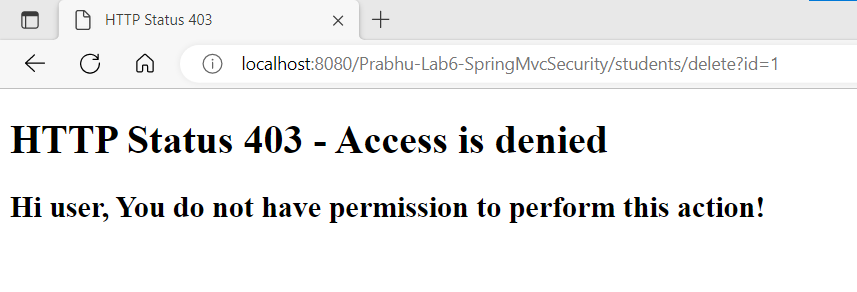 HTTP Status 403
localhost:8080/Prabhu-Lab6-SpringMvcSecurity/students/delete?id=1
HTTP Status 403 - Access is denied
Hi user, You do not have permission to perform this action!